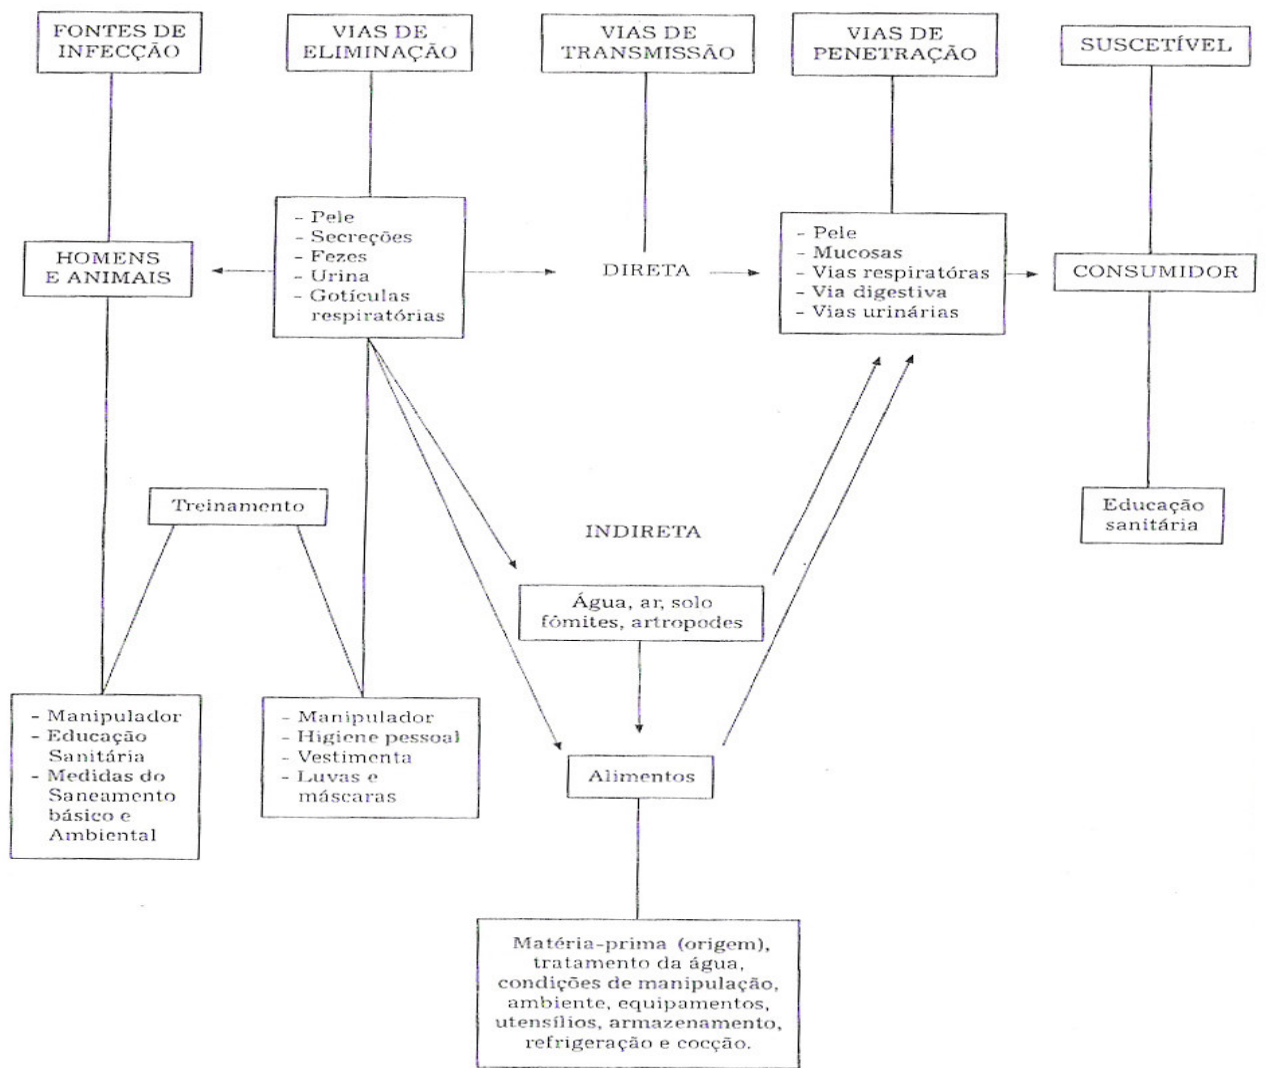 FONTES DE
INFECÇÃO
VIAS DE
ELIMINAÇÃO
VIAS DE
TRANSMISSÃO
VIAS DE
PENETRAÇÃO
SUSCETÍVEL
HOMENS
E ANIMAIS
- Pele
- Secreções
- Fezes
- Urina
- Gotículas
respiratórias
DIRETA
- Pele
- Mucosas
- Vias respiratóras
- Via digestiva
- Vias urinárias
CONSUMIDOR
Treinamento
INDIRETA
Educação
sanitária
Água, ar, solo
fômites, artropodes
- Manipulador
- Educação
Sanitária
- Medidas do
Saneamento
básico e
Ambiental
- Manipulador
- Higiene pessoal
- Vestimenta
- Luvas e
máscaras
Alimentos
Matéria-prima (origem),
tratamento da água,
condições de manipulação,
ambiente, equipamentos,
utensílios, armazenamento,
refrigeração e cocção.